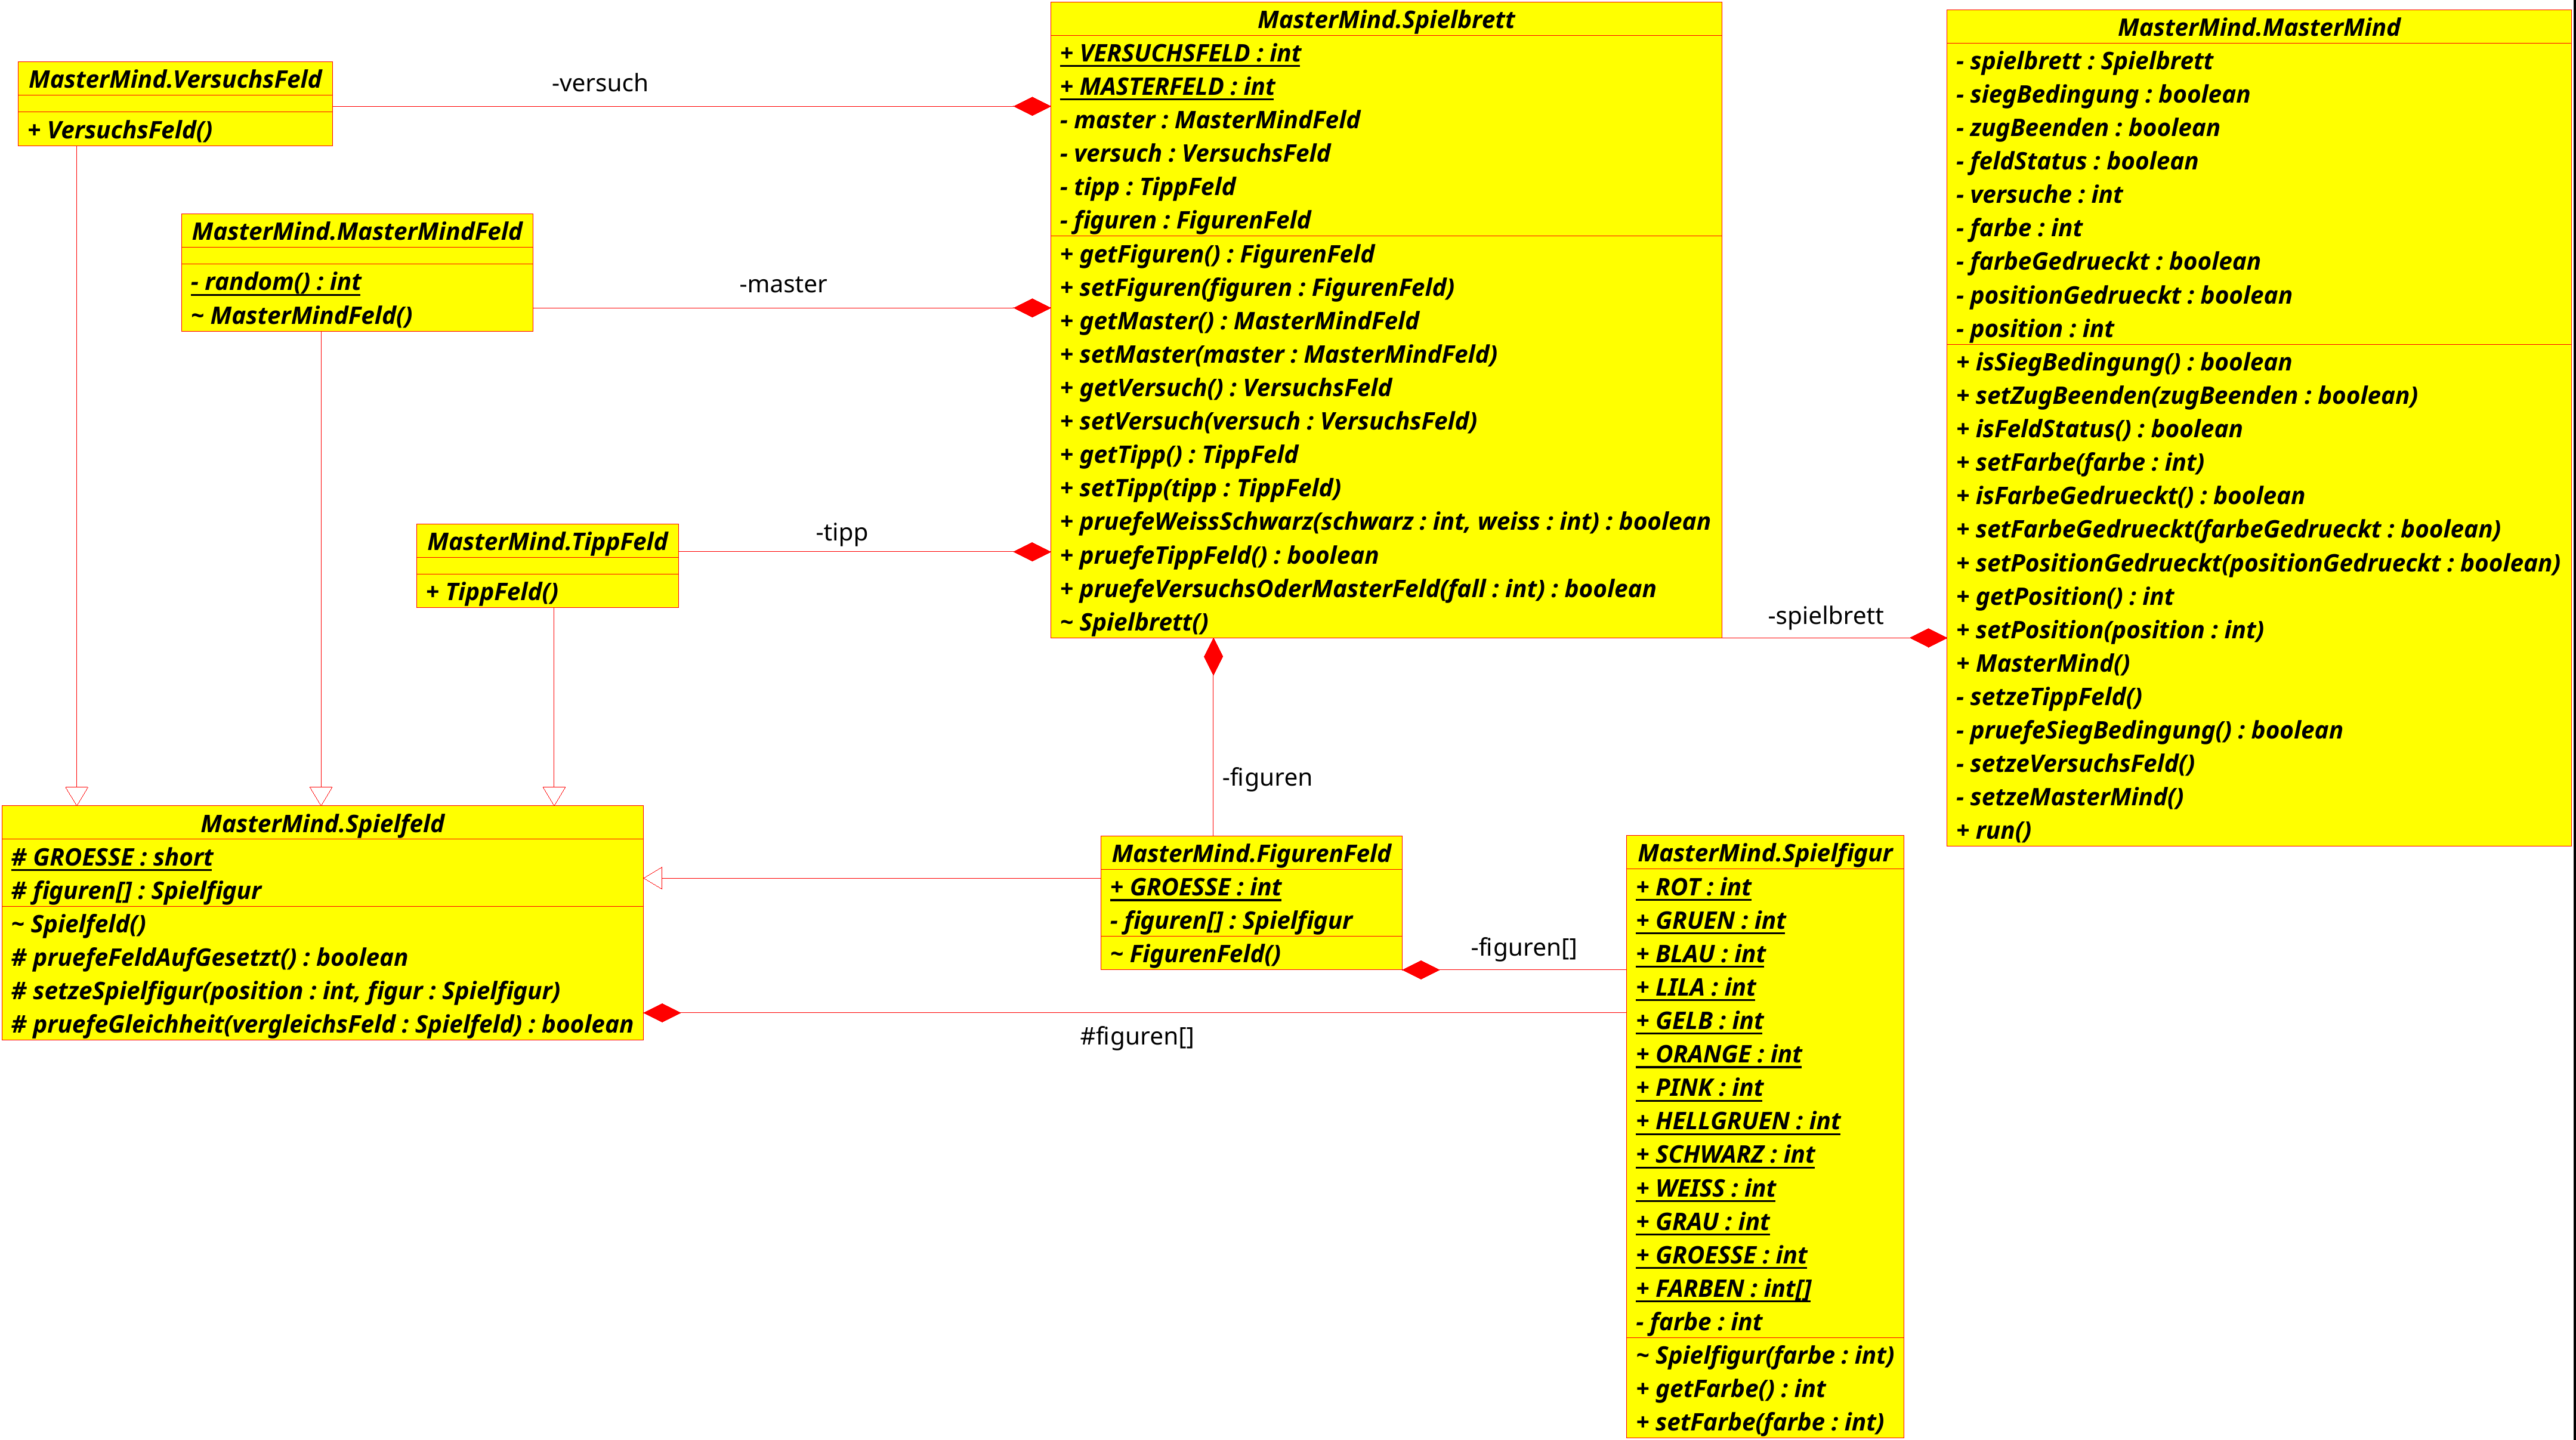 MasterMind.VersuchsFeld
+ VersuchsFeld()
-versuch
MasterMind.MasterMindFeld
- random() : int
~ MasterMindFeld()
-master
MasterMind.TippFeld
+ TippFeld()
-tipp
MasterMind.Spielbrett
+ VERSUCHSFELD : int
+ MASTERFELD : int
- master : MasterMindFeld
- versuch : VersuchsFeld
- tipp : TippFeld
- figuren : FigurenFeld
+ getFiguren() : FigurenFeld
+ setFiguren(figuren : FigurenFeld)
+ getMaster() : MasterMindFeld
+ setMaster(master : MasterMindFeld)
+ getVersuch() : VersuchsFeld
+ setVersuch(versuch : VersuchsFeld)
+ getTipp() : TippFeld
+ setTipp(tipp : TippFeld)
+ pruefeWeissSchwarz(schwarz : int, weiss : int) : boolean
+ pruefeTippFeld() : boolean
+ pruefeVersuchsOderMasterFeld(fall : int) : boolean
~ Spielbrett()
-spielbrett
MasterMind.MasterMind
- spielbrett : Spielbrett
- siegBedingung : boolean
- zugBeenden : boolean
- feldStatus : boolean
- versuche : int
- farbe : int
- farbeGedrueckt : boolean
- positionGedrueckt : boolean
- position : int
+ isSiegBedingung() : boolean
+ setZugBeenden(zugBeenden : boolean)
+ isFeldStatus() : boolean
+ setFarbe(farbe : int)
+ isFarbeGedrueckt() : boolean
+ setFarbeGedrueckt(farbeGedrueckt : boolean)
+ setPositionGedrueckt(positionGedrueckt : boolean)
+ getPosition() : int
+ setPosition(position : int)
+ MasterMind()
- setzeTippFeld()
- pruefeSiegBedingung() : boolean
- setzeVersuchsFeld()
- setzeMasterMind()
+ run()
-figuren
MasterMind.Spielfeld
# GROESSE : short
# figuren[] : Spielfigur
~ Spielfeld()
# pruefeFeldAufGesetzt() : boolean
# setzeSpielfigur(position : int, figur : Spielfigur)
# pruefeGleichheit(vergleichsFeld : Spielfeld) : boolean
MasterMind.FigurenFeld
+ GROESSE : int
- figuren[] : Spielfigur
~ FigurenFeld()
-figuren[]
#figuren[]
MasterMind.Spielfigur
+ ROT : int
+ GRUEN : int
+ BLAU : int
+ LILA : int
+ GELB : int
+ ORANGE : int
+ PINK : int
+ HELLGRUEN : int
+ SCHWARZ : int
+ WEISS : int
+ GRAU : int
+ GROESSE : int
+ FARBEN : int[]
- farbe : int
~ Spielfigur(farbe : int)
+ getFarbe() : int
+ setFarbe(farbe : int)